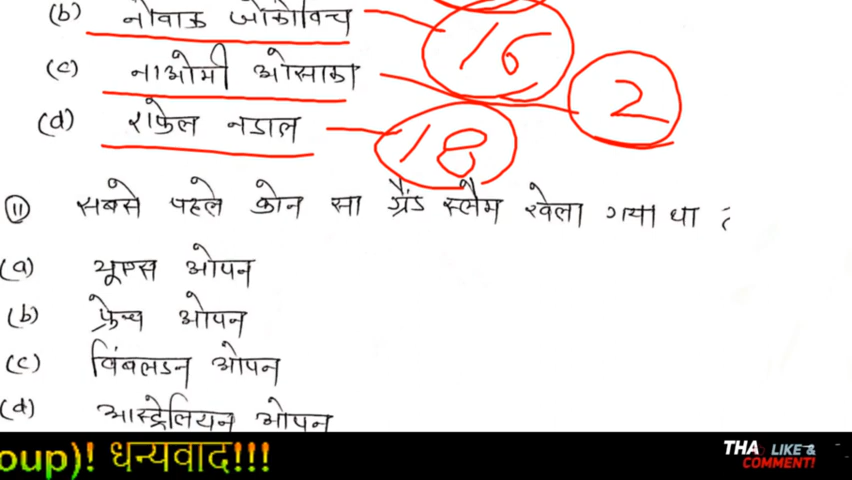 (b) नोवाक जोकोविच 16
(c) नाओमी ओसाका 2
(d) राफेल नडाल 18
(11) सबसे पहले कोन सा ग्रैंड स्लैम खेला गया था ?
(a) यूएस ओपन
(b) फ्रेन्च ओपन
(c) विंबलडन ओपन
(d) आस्ट्रेलियन ओपन
oup)! धन्यवाद!!!
THA LIKE &
COMMENT!